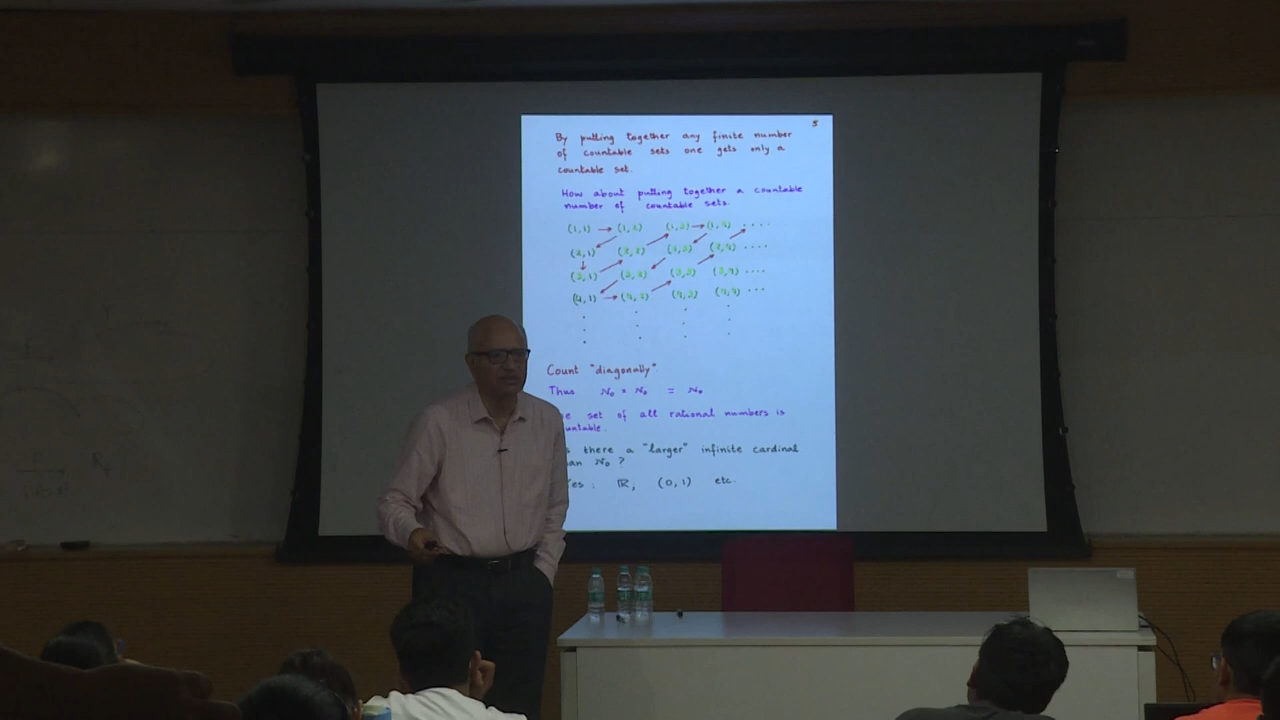 5
By putting together any finite number
of countable sets one gets only a
countable set.
How about putting together a countable
number of countable sets.
(1,1) → (1,2) (1,3) → (1,4) ....
(2,1) (2,2) (2,3) (2,4) ....
(3,1) (3,2) (3,3) (3,4) ....
(4,1) → (4,2) (4,3) (4,4) ...
Count "diagonally".
Thus ℵ₀ × ℵ₀ = ℵ₀
set of all rational numbers is
there a "larger" infinite cardinal
ℵ₀ ?
ℝ, (0,1) etc.